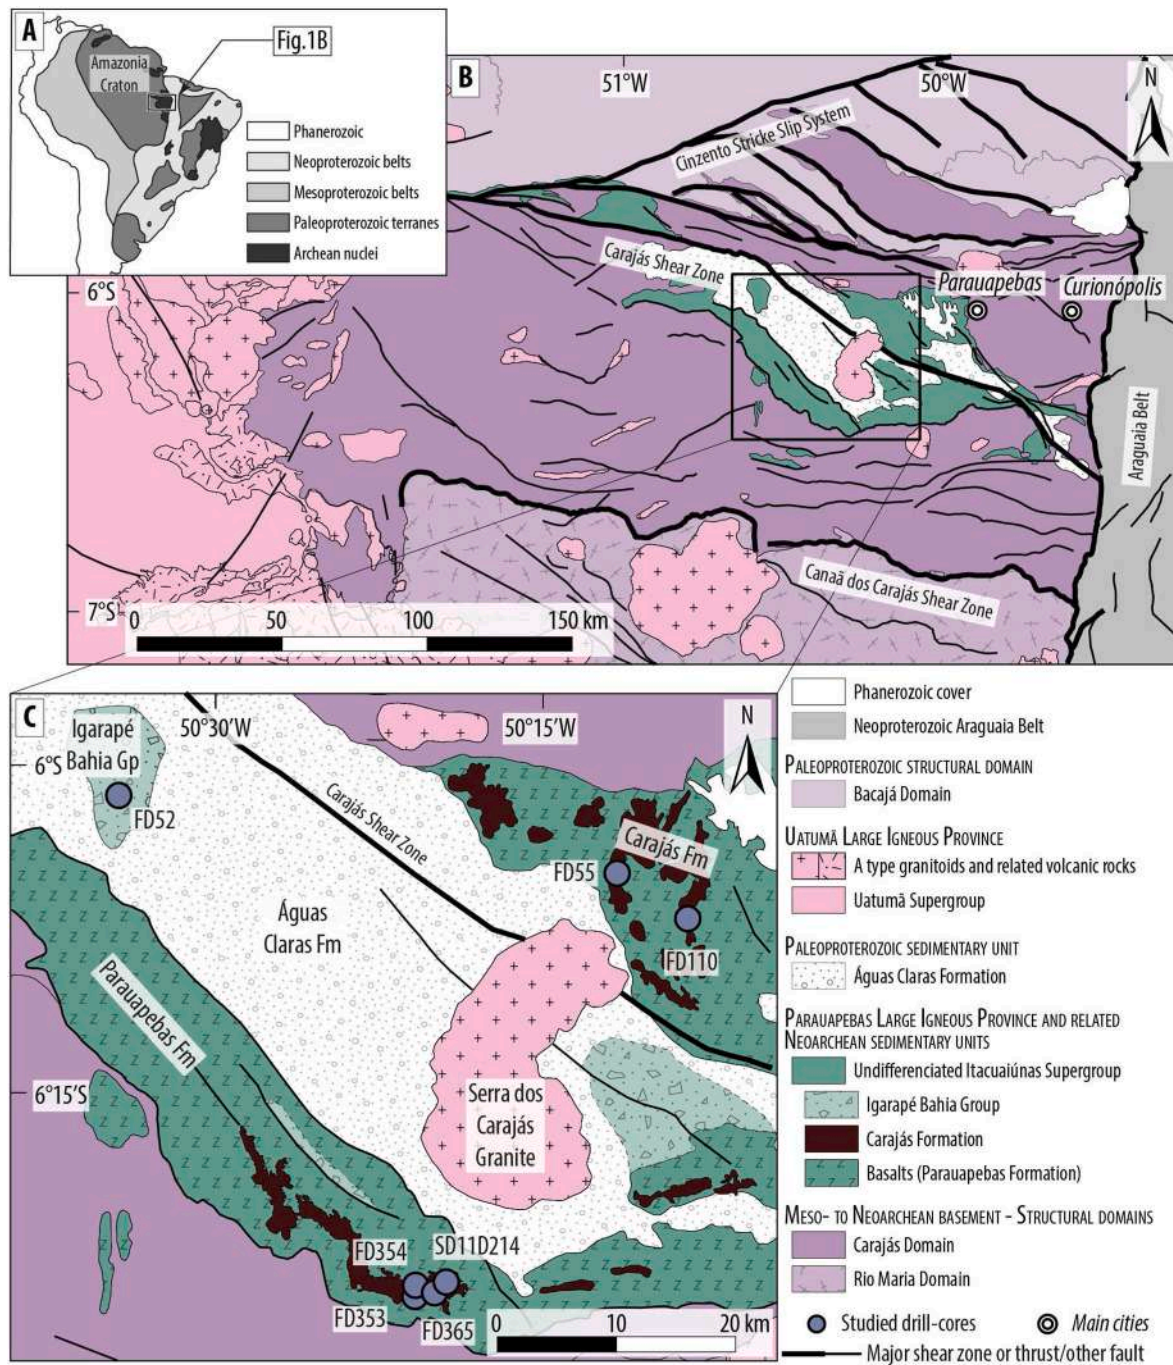 A
Fig.1B
Amazonia
Craton
Phanerozoic
Neoproterozoic belts
Mesoproterozoic belts
Paleoproterozoic terranes
Archean nuclei
B
51°W
50°W
N
Cinzento Stricke Slip System
Carajás Shear Zone
Parauapebas
Curionópolis
6°S
Araguaia Belt
Canaã dos Carajás Shear Zone
7°S
0 50 100 150 km
C
Igarapé
Bahia Gp
50°30'W
50°15'W
N
6°S
FD52
Carajás Shear Zone
Carajás Fm
FD55
FD110
Águas
Claras Fm
Parauapebas Fm
6°15'S
Serra dos
Carajás
Granite
FD354
SD11D214
FD353
FD365
0 10 20 km
Phanerozoic cover
Neoproterozoic Araguaia Belt
Paleoproterozoic structural domain
Bacajá Domain
Uatumã Large Igneous Province
A type granitoids and related volcanic rocks
Uatumã Supergroup
Paleoproterozoic sedimentary unit
Águas Claras Formation
Parauapebas Large Igneous Province and related
Neoarchean sedimentary units
Undifferenciated Itacuaiúnas Supergroup
Igarapé Bahia Group
Carajás Formation
Basalts (Parauapebas Formation)
Meso- to Neoarchean basement - Structural domains
Carajás Domain
Rio Maria Domain
Studied drill-cores
Main cities
Major shear zone or thrust/other fault